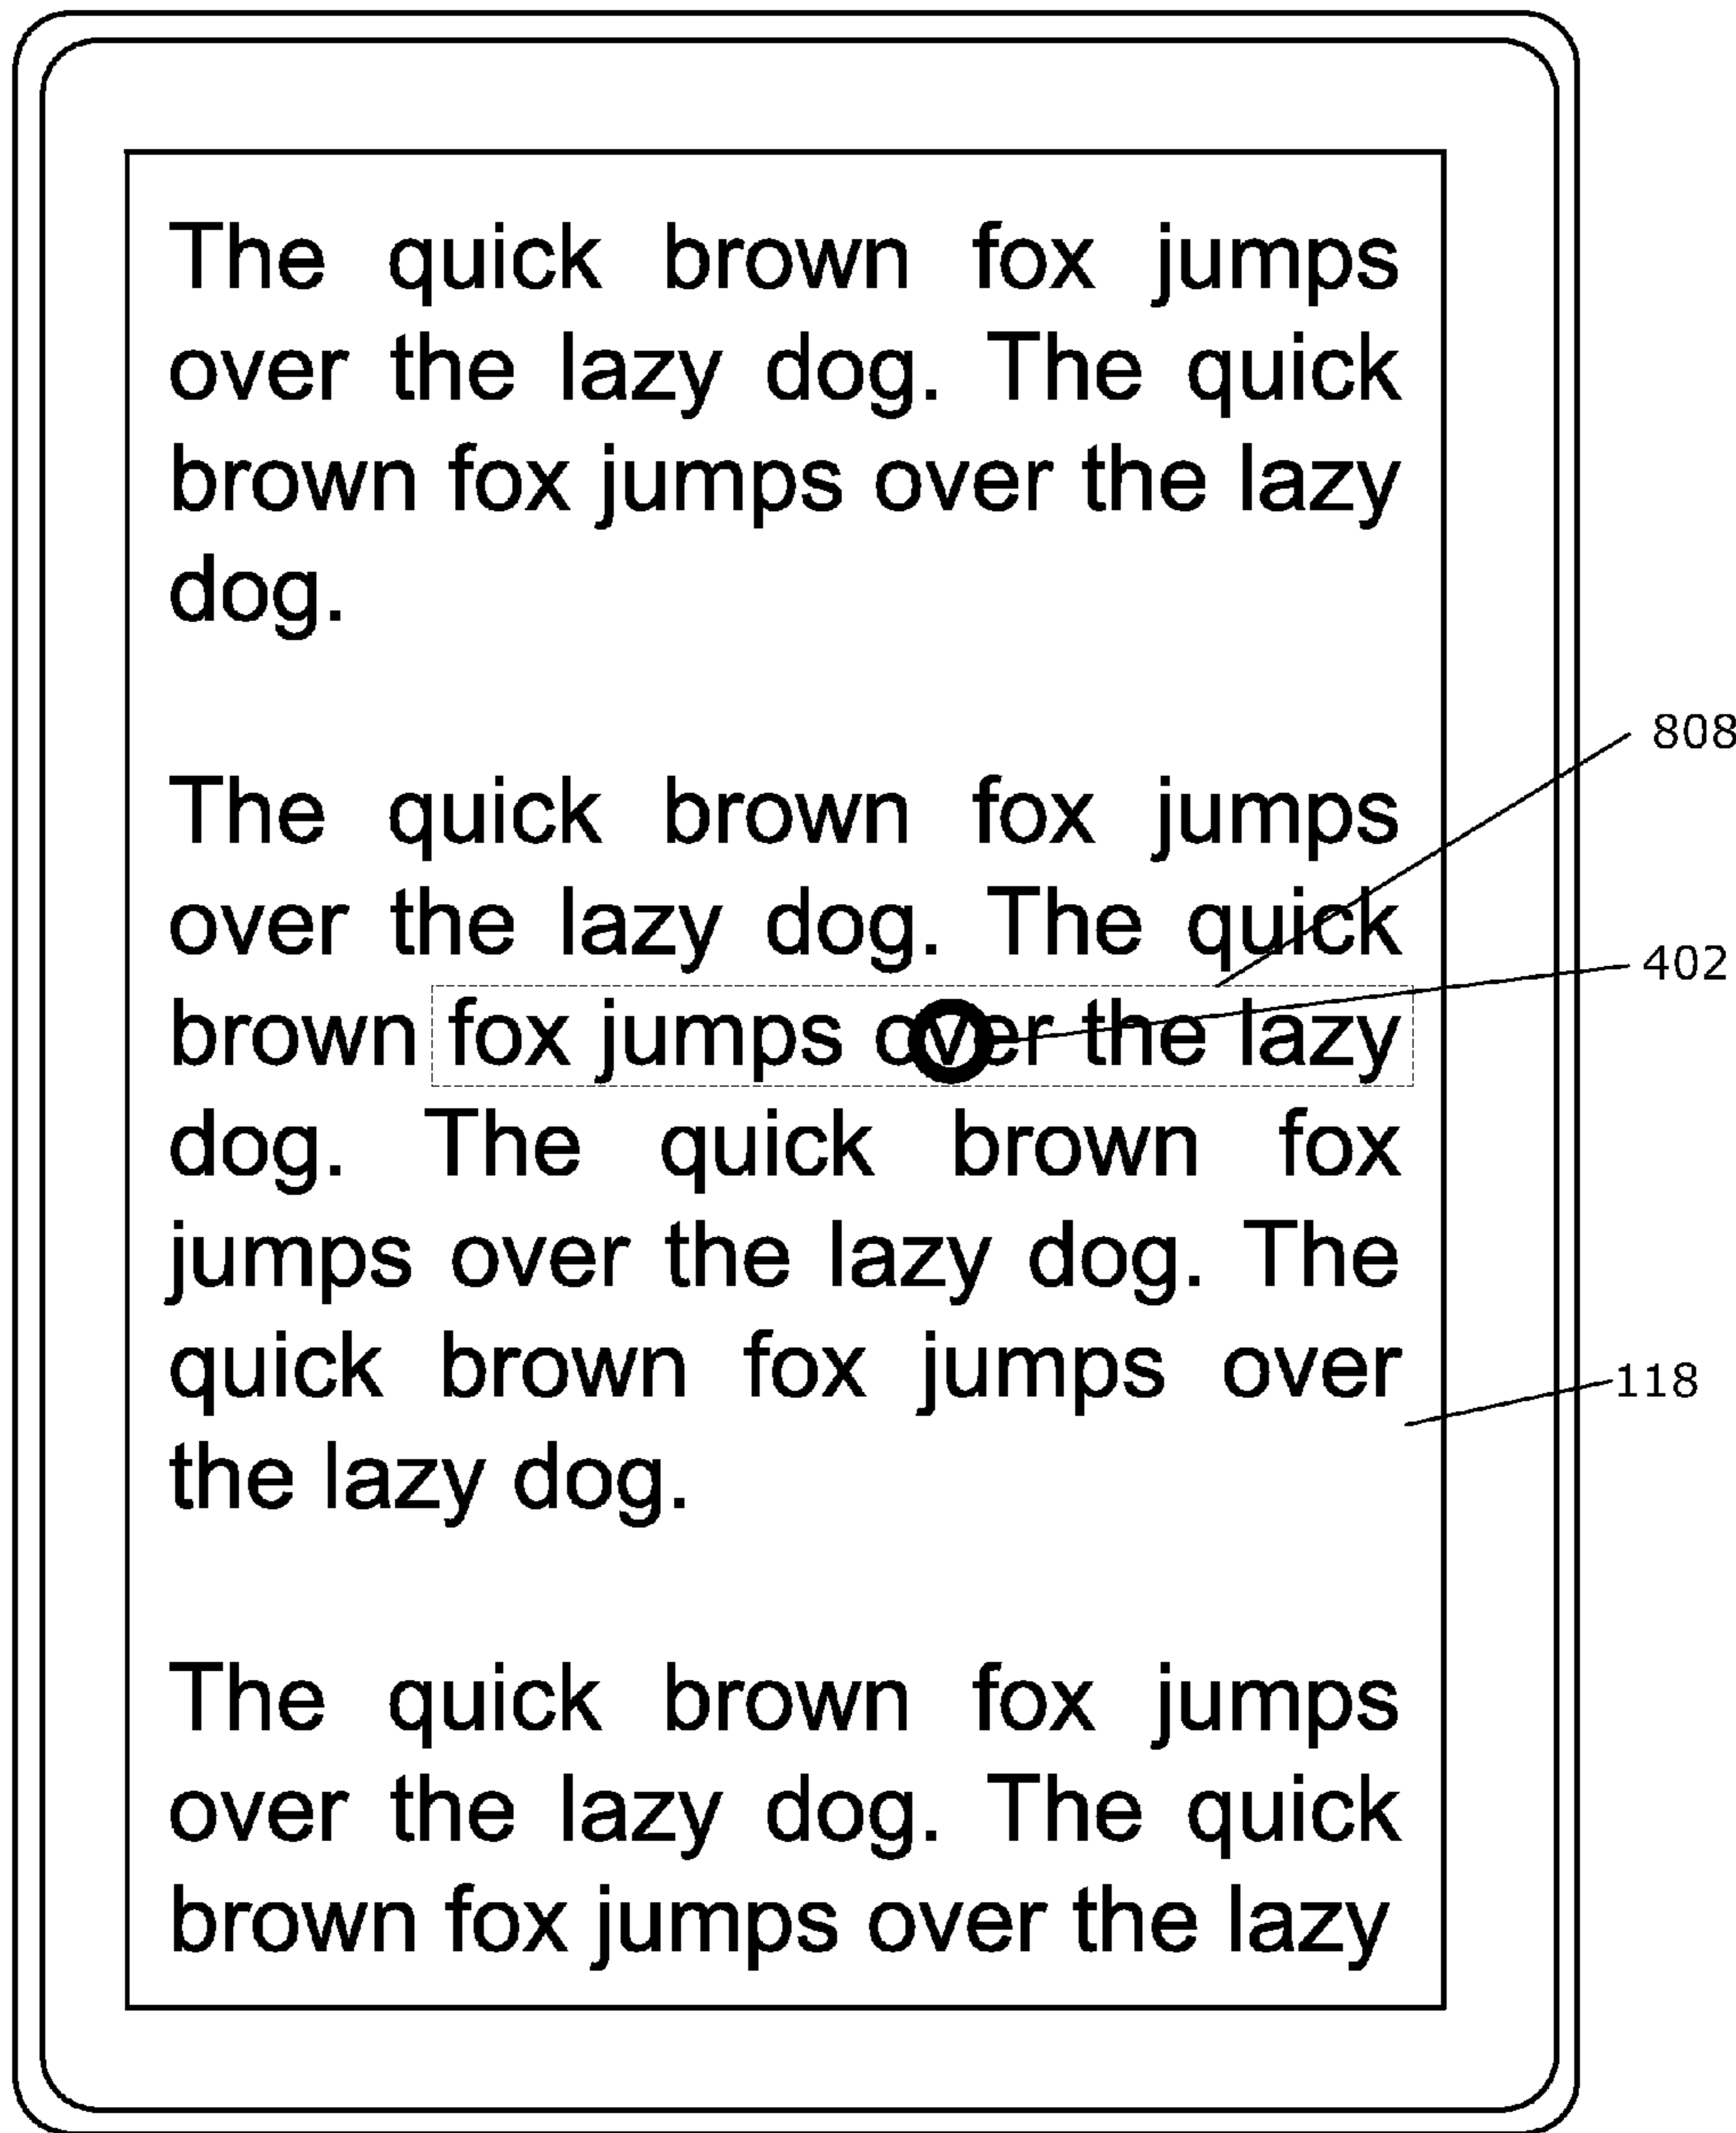 The quick brown fox jumps
over the lazy dog. The quick
brown fox jumps over the lazy
dog.
The quick brown fox jumps
over the lazy dog. The quick
brown fox jumps over the lazy
dog. The quick brown fox
jumps over the lazy dog. The
quick brown fox jumps over
the lazy dog.
The quick brown fox jumps
over the lazy dog. The quick
brown fox jumps over the lazy
808
402
118